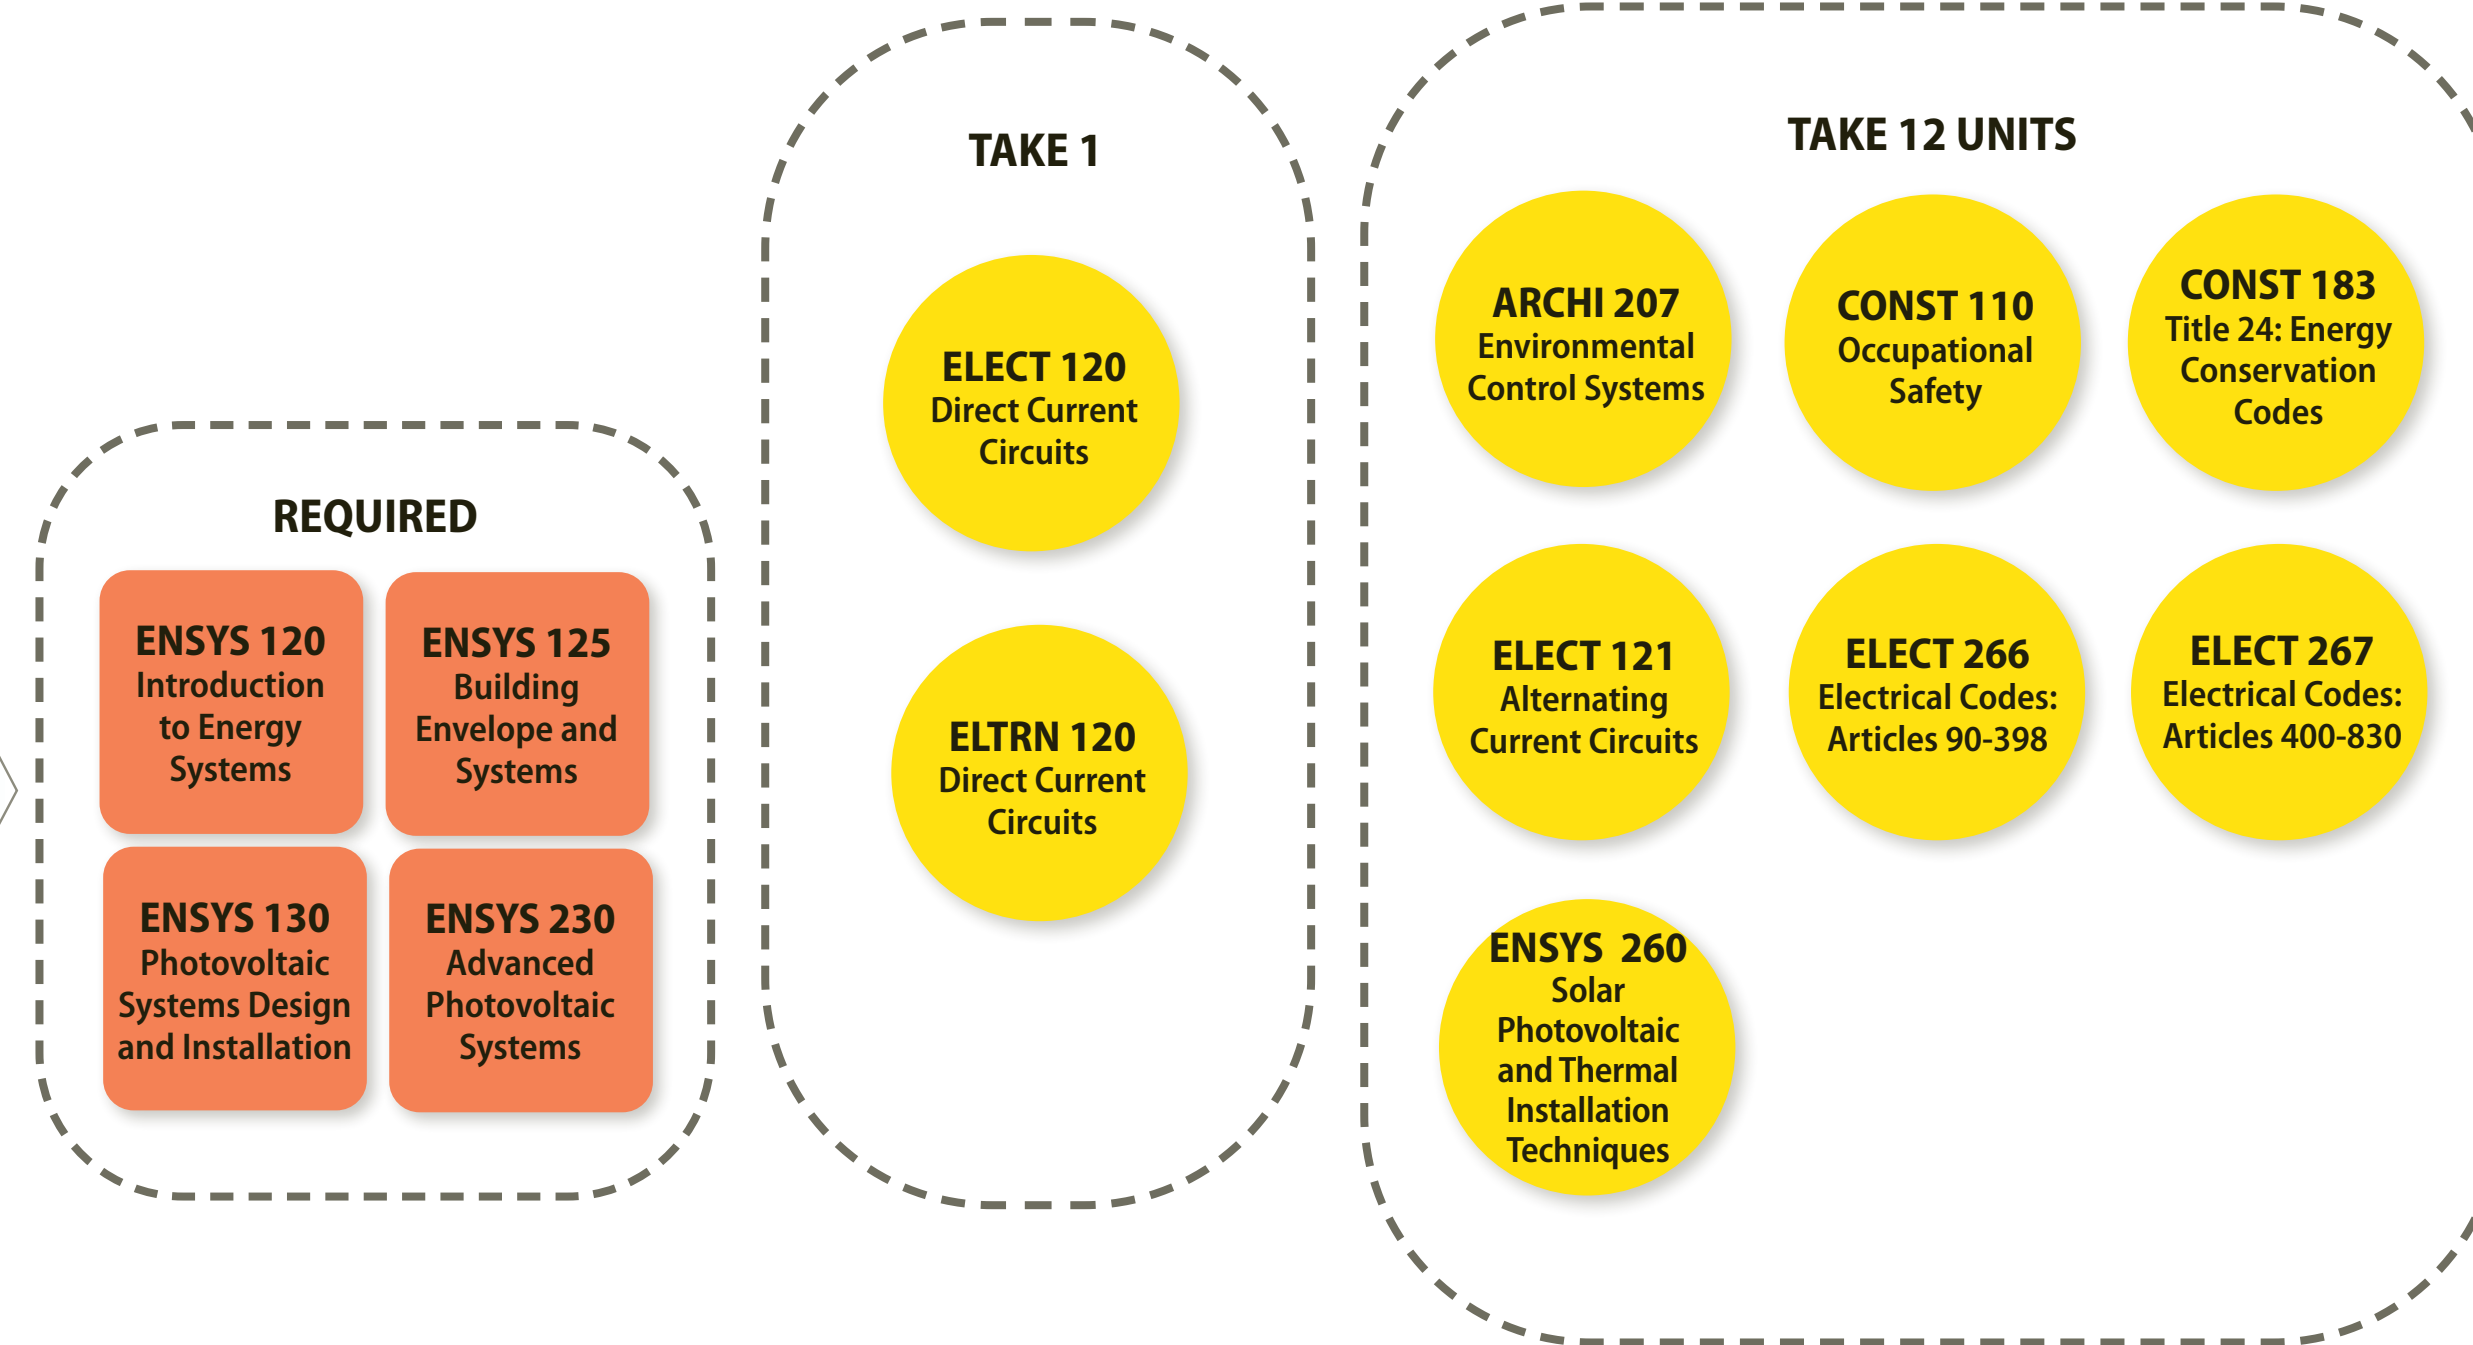 REQUIRED
ENSYS 120
Introduction
to Energy
Systems
ENSYS 125
Building
Envelope and
Systems
ENSYS 130
Photovoltaic
Systems Design
and Installation
ENSYS 230
Advanced
Photovoltaic
Systems
TAKE 1
ELECT 120
Direct Current
Circuits
ELTRN 120
Direct Current
Circuits
TAKE 12 UNITS
ARCHI 207
Environmental
Control Systems
CONST 110
Occupational
Safety
CONST 183
Title 24: Energy
Conservation
Codes
ELECT 121
Alternating
Current Circuits
ELECT 266
Electrical Codes:
Articles 90-398
ELECT 267
Electrical Codes:
Articles 400-830
ENSYS 260
Solar
Photovoltaic
and Thermal
Installation
Techniques